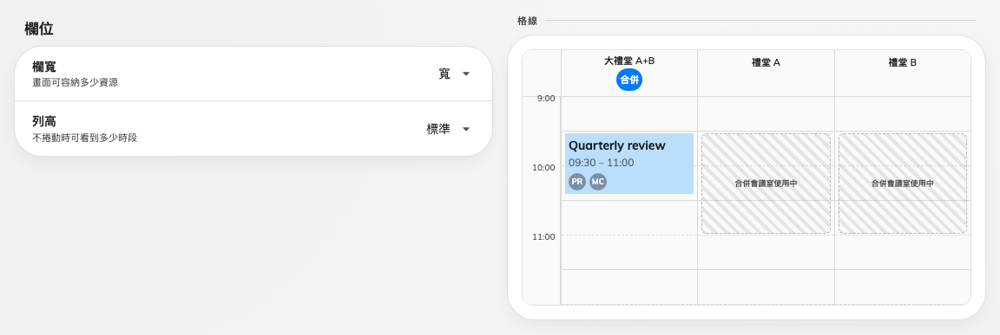 欄位
欄寬
畫面可容納多少資源
寬
列高
不捲動時可看到多少時段
標準
格線
大禮堂 A+B
合併
禮堂 A
禮堂 B
9:00
Quarterly review
09:30 – 11:00
PR MC
10:00
合併會議室使用中
合併會議室使用中
11:00